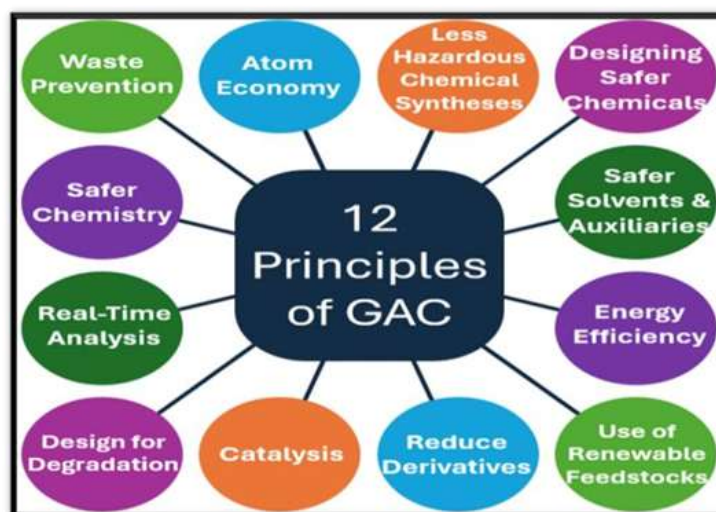 Waste
Prevention
Atom
Economy
Less
Hazardous
Chemical
Syntheses
Designing
Safer
Chemicals
Safer
Chemistry
12
Principles
of GAC
Safer
Solvents &
Auxiliaries
Real-Time
Analysis
Energy
Efficiency
Design for
Degradation
Catalysis
Reduce
Derivatives
Use of
Renewable
Feedstocks